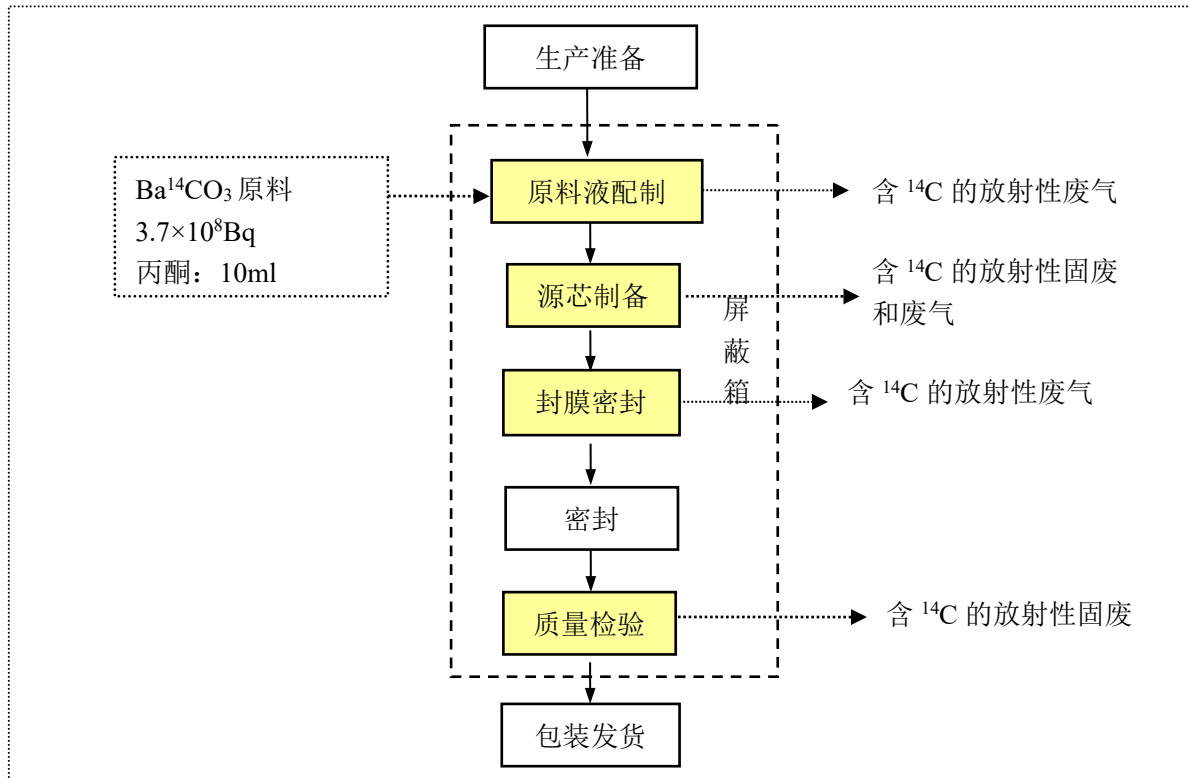 生产准备
Ba¹⁴CO₃ 原料
3.7×10⁸Bq
丙酮：10ml
原料液配制
含 ¹⁴C 的放射性废气
源芯制备
含 ¹⁴C 的放射性固废
和废气
屏
蔽
箱
封膜密封
含 ¹⁴C 的放射性废气
密封
质量检验
含 ¹⁴C 的放射性固废
包装发货